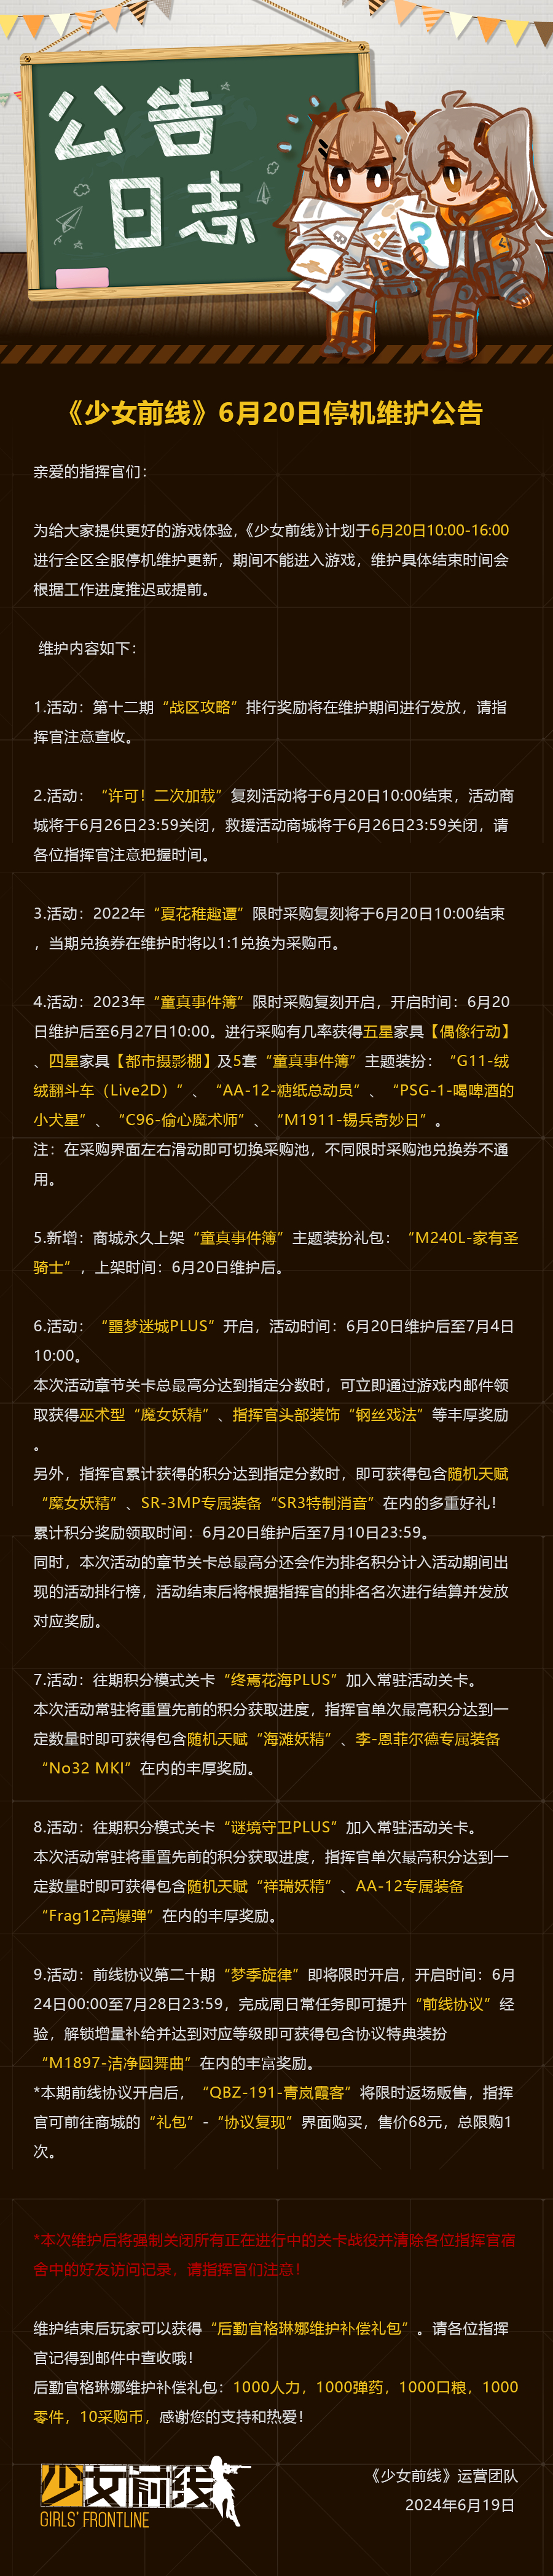 公告
日志
《少女前线》6月20日停机维护公告
亲爱的指挥官们：
为给大家提供更好的游戏体验，《少女前线》计划于6月20日10:00-16:00
进行全区全服停机维护更新，期间不能进入游戏，维护具体结束时间会
根据工作进度推迟或提前。
维护内容如下：
1.活动：第十二期“战区攻略”排行奖励将在维护期间进行发放，请指
挥官注意查收。
2.活动：“许可！二次加载”复刻活动将于6月20日10:00结束，活动商
城将于6月26日23:59关闭，救援活动商城将于6月26日23:59关闭，请
各位指挥官注意把握时间。
3.活动：2022年“夏花稚趣谭”限时采购复刻将于6月20日10:00结束
，当期兑换券在维护时将以1:1兑换为采购币。
4.活动：2023年“童真事件簿”限时采购复刻开启，开启时间：6月20
日维护后至6月27日10:00。进行采购有几率获得五星家具【偶像行动】
、四星家具【都市摄影棚】及5套“童真事件簿”主题装扮：“G11-绒
绒翻斗车（Live2D）”、“AA-12-糖纸总动员”、“PSG-1-喝啤酒的
小犬星”、“C96-偷心魔术师”、“M1911-锡兵奇妙日”。
注：在采购界面左右滑动即可切换采购池，不同限时采购池兑换券不通
用。
5.新增：商城永久上架“童真事件簿”主题装扮礼包：“M240L-家有圣
骑士”，上架时间：6月20日维护后。
6.活动：“噩梦迷城PLUS”开启，活动时间：6月20日维护后至7月4日
10:00。
本次活动章节关卡总最高分达到指定分数时，可立即通过游戏内邮件领
取获得巫术型“魔女妖精”、指挥官头部装饰“钢丝戏法”等丰厚奖励
。
另外，指挥官累计获得的积分达到指定分数时，即可获得包含随机天赋
“魔女妖精”、SR-3MP专属装备“SR3特制消音”在内的多重好礼！
累计积分奖励领取时间：6月20日维护后至7月10日23:59。
同时，本次活动的章节关卡总最高分还会作为排名积分计入活动期间出
现的活动排行榜，活动结束后将根据指挥官的排名名次进行结算并发放
对应奖励。
7.活动：往期积分模式关卡“终焉花海PLUS”加入常驻活动关卡。
本次活动常驻将重置先前的积分获取进度，指挥官单次最高积分达到一
定数量时即可获得包含随机天赋“海滩妖精”、李-恩菲尔德专属装备
“No32 MKI”在内的丰厚奖励。
8.活动：往期积分模式关卡“谜境守卫PLUS”加入常驻活动关卡。
本次活动常驻将重置先前的积分获取进度，指挥官单次最高积分达到一
定数量时即可获得包含随机天赋“祥瑞妖精”、AA-12专属装备
“Frag12高爆弹”在内的丰厚奖励。
9.活动：前线协议第二十期“梦季旋律”即将限时开启，开启时间：6月
24日00:00至7月28日23:59，完成周日常任务即可提升“前线协议”经
验，解锁增量补给并达到对应等级即可获得包含协议特典装扮
“M1897-洁净圆舞曲”在内的丰富奖励。
*本期前线协议开启后，“QBZ-191-青岚霞客”将限时返场贩售，指挥
官可前往商城的“礼包”-“协议复现”界面购买，售价68元，总限购1
次。
*本次维护后将强制关闭所有正在进行中的关卡战役并清除各位指挥官宿
舍中的好友访问记录，请指挥官们注意！
维护结束后玩家可以获得“后勤官格琳娜维护补偿礼包”。请各位指挥
官记得到邮件中查收哦！
后勤官格琳娜维护补偿礼包：1000人力，1000弹药，1000口粮，1000
零件，10采购币，感谢您的支持和热爱！
少女前线
GIRLS' FRONTLINE
《少女前线》运营团队
2024年6月19日